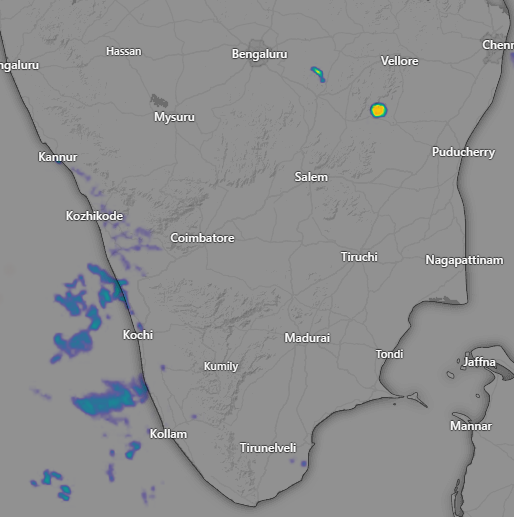 Hassan
Bengaluru
Chenn
ngaluru
Vellore
Mysuru
Kannur
Puducherry
Salem
Kozhikode
Coimbatore
Tiruchi
Nagapattinam
Kochi
Madurai
Tondi
Jaffna
Kumily
Mannar
Kollam
Tirunelveli